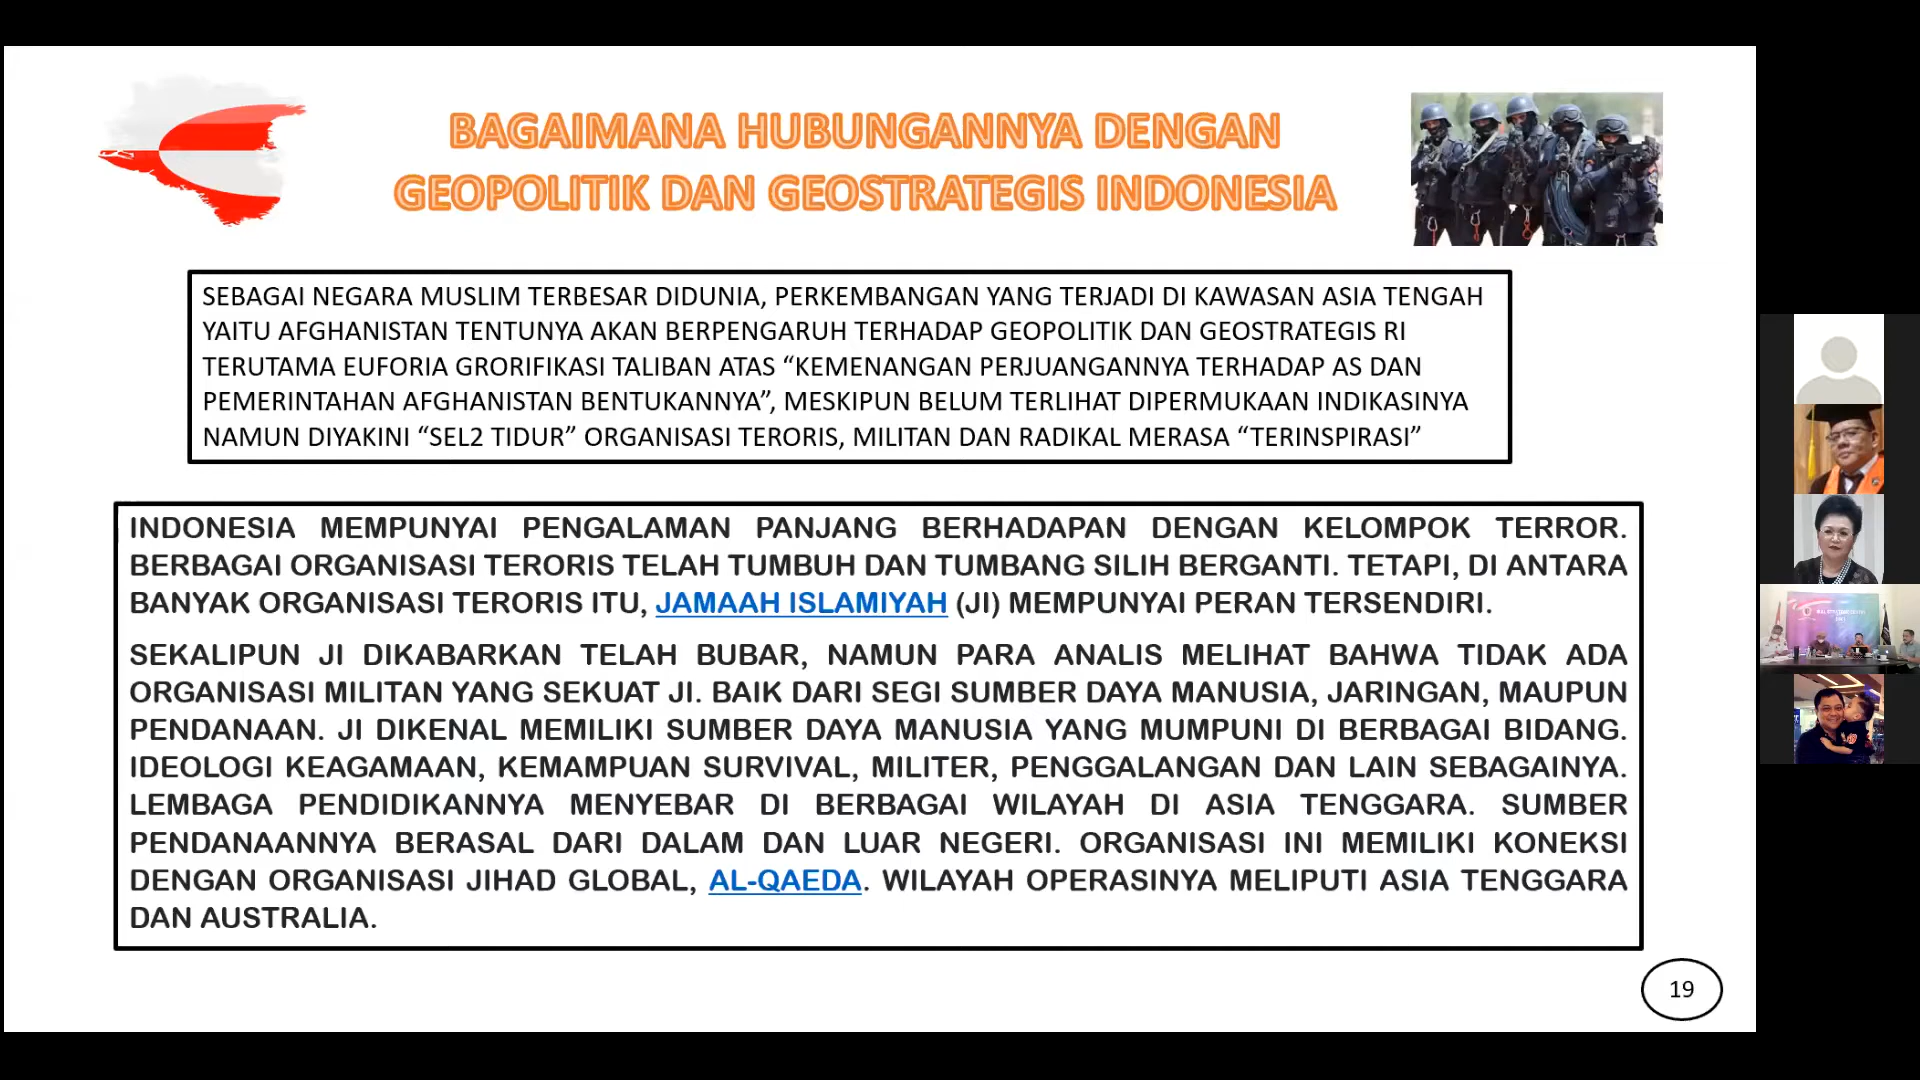 BAGAIMANA HUBUNGANNYA DENGAN
GEOPOLITIK DAN GEOSTRATEGIS INDONESIA
SEBAGAI NEGARA MUSLIM TERBESAR DIDUNIA, PERKEMBANGAN YANG TERJADI DI KAWASAN ASIA TENGAH
YAITU AFGHANISTAN TENTUNYA AKAN BERPENGARUH TERHADAP GEOPOLITIK DAN GEOSTRATEGIS RI
TERUTAMA EUFORIA GRORIFIKASI TALIBAN ATAS “KEMENANGAN PERJUANGANNYA TERHADAP AS DAN
PEMERINTAHAN AFGHANISTAN BENTUKANNYA”, MESKIPUN BELUM TERLIHAT DIPERMUKAAN INDIKASINYA
NAMUN DIYAKINI “SEL2 TIDUR” ORGANISASI TERORIS, MILITAN DAN RADIKAL MERASA “TERINSPIRASI”
INDONESIA MEMPUNYAI PENGALAMAN PANJANG BERHADAPAN DENGAN KELOMPOK TERROR.
BERBAGAI ORGANISASI TERORIS TELAH TUMBUH DAN TUMBANG SILIH BERGANTI. TETAPI, DI ANTARA
BANYAK ORGANISASI TERORIS ITU, JAMAAH ISLAMIYAH (JI) MEMPUNYAI PERAN TERSENDIRI.
SEKALIPUN JI DIKABARKAN TELAH BUBAR, NAMUN PARA ANALIS MELIHAT BAHWA TIDAK ADA
ORGANISASI MILITAN YANG SEKUAT JI. BAIK DARI SEGI SUMBER DAYA MANUSIA, JARINGAN, MAUPUN
PENDANAAN. JI DIKENAL MEMILIKI SUMBER DAYA MANUSIA YANG MUMPUNI DI BERBAGAI BIDANG.
IDEOLOGI KEAGAMAAN, KEMAMPUAN SURVIVAL, MILITER, PENGGALANGAN DAN LAIN SEBAGAINYA.
LEMBAGA PENDIDIKANNYA MENYEBAR DI BERBAGAI WILAYAH DI ASIA TENGGARA. SUMBER
PENDANAANNYA BERASAL DARI DALAM DAN LUAR NEGERI. ORGANISASI INI MEMILIKI KONEKSI
DENGAN ORGANISASI JIHAD GLOBAL, AL-QAEDA. WILAYAH OPERASINYA MELIPUTI ASIA TENGGARA
DAN AUSTRALIA.
19